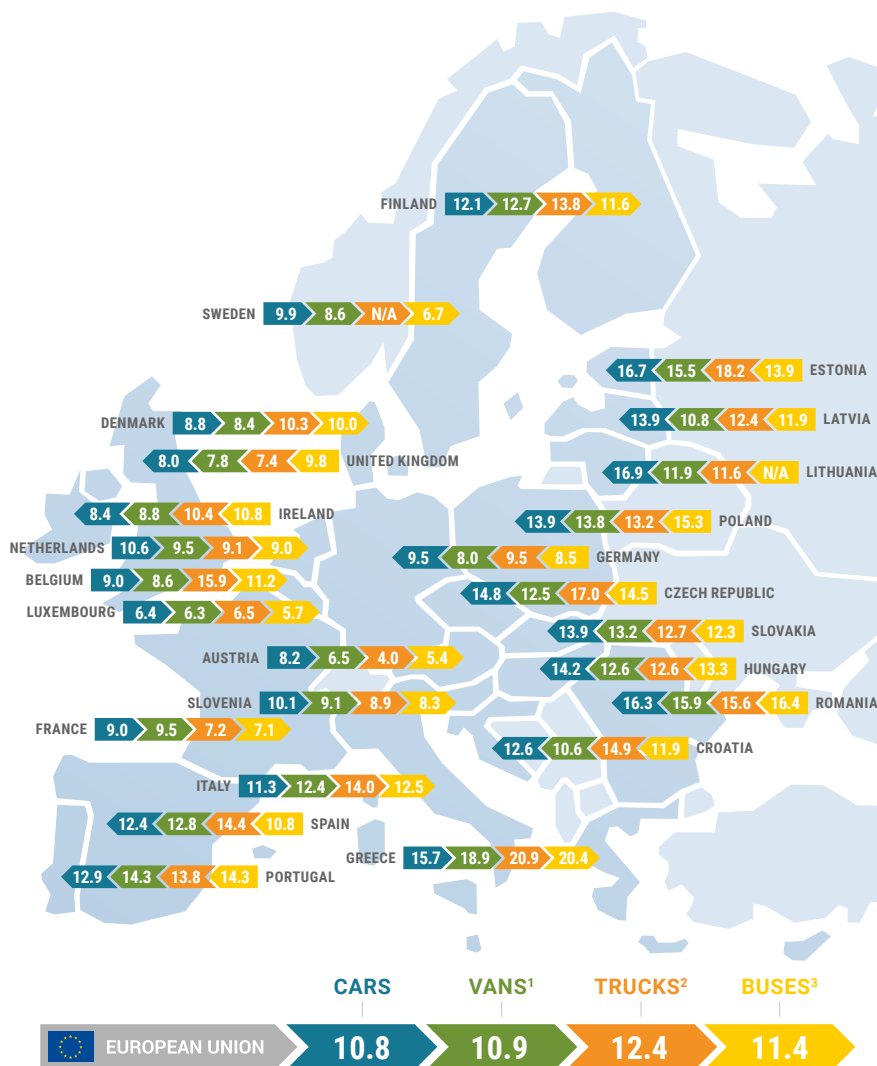 FINLAND 12.1 12.7 13.8 11.6
SWEDEN 9.9 8.6 N/A 6.7
16.7 15.5 18.2 13.9 ESTONIA
DENMARK 8.8 8.4 10.3 10.0
13.9 10.8 12.4 11.9 LATVIA
8.0 7.8 7.4 9.8 UNITED KINGDOM
16.9 11.9 11.6 N/A LITHUANIA
8.4 8.8 10.4 10.8 IRELAND
13.9 13.8 13.2 15.3 POLAND
NETHERLANDS 10.6 9.5 9.1 9.0
9.5 8.0 9.5 8.5 GERMANY
BELGIUM 9.0 8.6 15.9 11.2
14.8 12.5 17.0 14.5 CZECH REPUBLIC
LUXEMBOURG 6.4 6.3 6.5 5.7
13.9 13.2 12.7 12.3 SLOVAKIA
AUSTRIA 8.2 6.5 4.0 5.4
14.2 12.6 12.6 13.3 HUNGARY
SLOVENIA 10.1 9.1 8.9 8.3
16.3 15.9 15.6 16.4 ROMANIA
FRANCE 9.0 9.5 7.2 7.1
12.6 10.6 14.9 11.9 CROATIA
ITALY 11.3 12.4 14.0 12.5
12.4 12.8 14.4 10.8 SPAIN
GREECE 15.7 18.9 20.9 20.4
12.9 14.3 13.8 14.3 PORTUGAL
CARS VANS¹ TRUCKS² BUSES³
EUROPEAN UNION 10.8 10.9 12.4 11.4